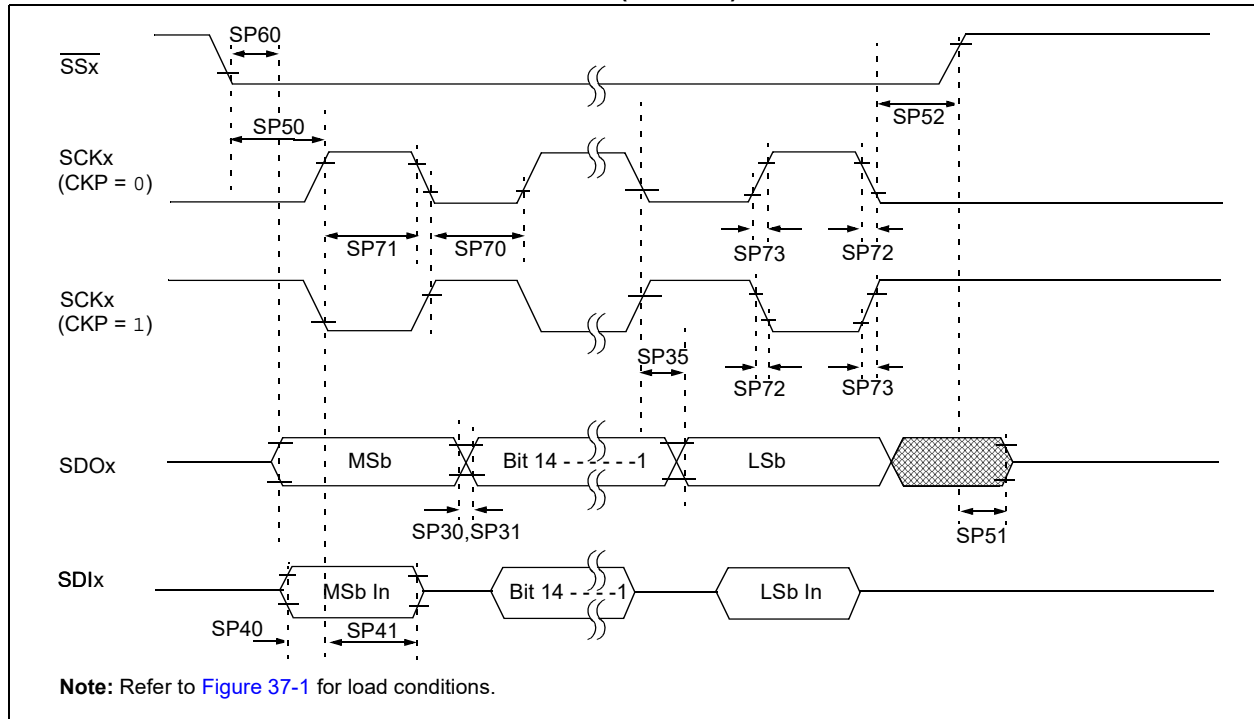 SP60
SSx
SP50
SP52
SCKx
(CKP = 0)
SP71
SP70
SP73
SP72
SCKx
(CKP = 1)
SP35
SP72
SP73
SDOx
MSb
Bit 14 - - - - - -1
LSb
SP30,SP31
SP51
SDIx
MSb In
Bit 14 - - - -1
LSb In
SP40
SP41
Note: Refer to Figure 37-1 for load conditions.